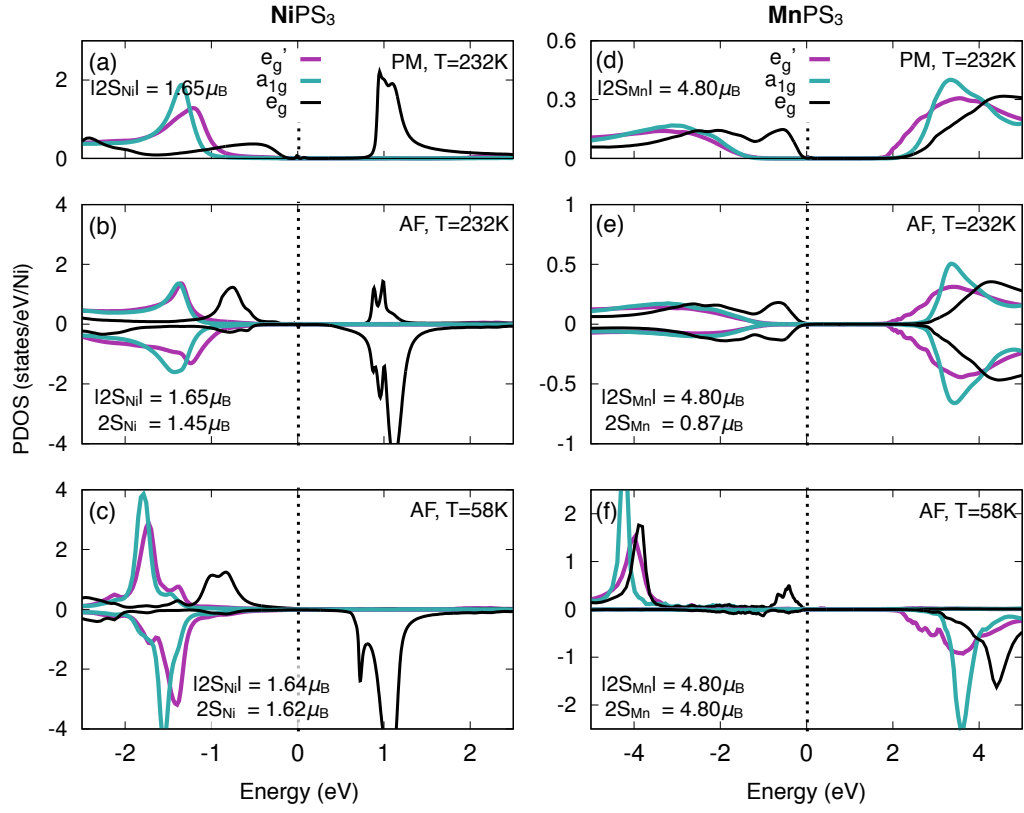 NiPS3
MnPS3
(a)
eg'
a1g
eg
PM, T=232K
|2SNi| = 1.65μB
2
0
(d)
eg'
a1g
eg
PM, T=232K
|2SMn| = 4.80μB
0.6
0.3
0
(b)
AF, T=232K
4
2
0
-2
-4
|2SNi| = 1.65μB
2SNi = 1.45μB
(e)
AF, T=232K
1
0.5
0
-0.5
-1
|2SMn| = 4.80μB
2SMn = 0.87μB
PDOS (states/eV/Ni)
(c)
AF, T=58K
4
2
0
-2
-4
|2SNi| = 1.64μB
2SNi = 1.62μB
(f)
AF, T=58K
2
1
0
-1
-2
|2SMn| = 4.80μB
2SMn = 4.80μB
-2 -1 0 1 2
-4 -2 0 2 4
Energy (eV)
Energy (eV)